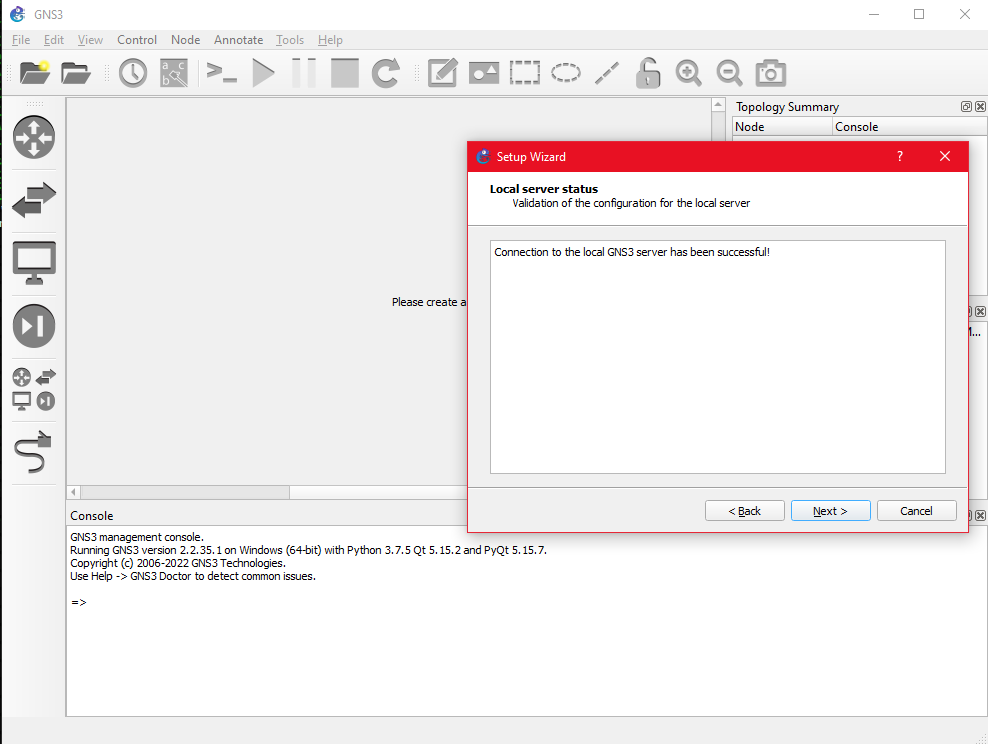 GNS3
File Edit View Control Node Annotate Tools Help
a c
Topology Summary
Node Console
Setup Wizard
Local server status
Validation of the configuration for the local server
Connection to the local GNS3 server has been successful!
Please create a
< Back Next > Cancel
Console
GNS3 management console.
Running GNS3 version 2.2.35.1 on Windows (64-bit) with Python 3.7.5 Qt 5.15.2 and PyQt 5.15.7.
Copyright (c) 2006-2022 GNS3 Technologies.
Use Help -> GNS3 Doctor to detect common issues.
=>